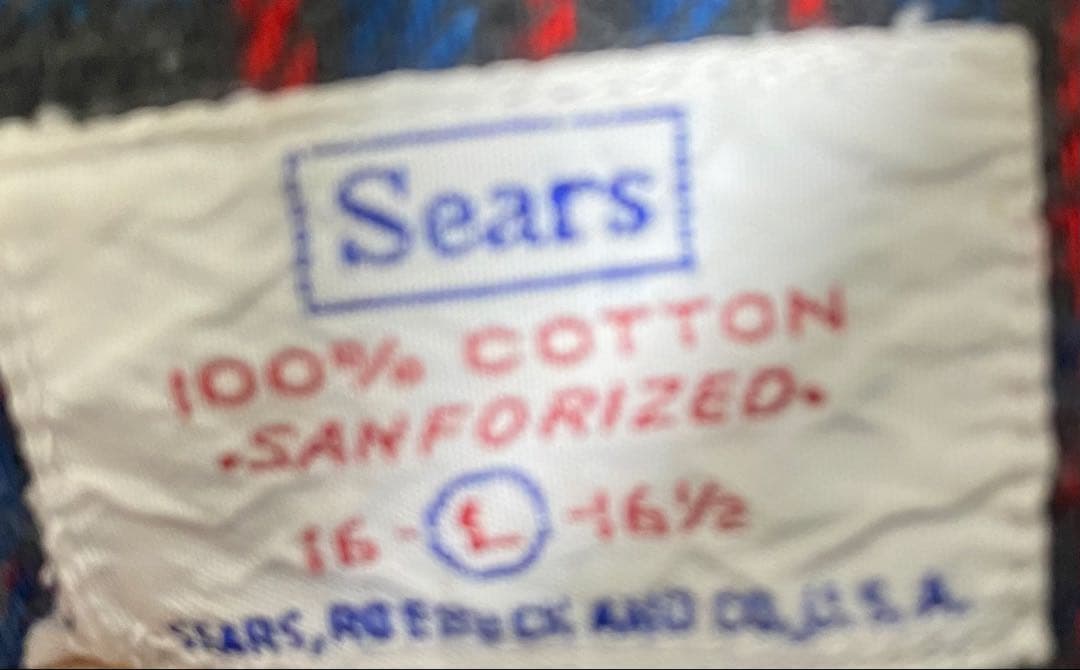 Sears
100% COTTON
•SANFORIZED•
16 - L - 16½
SEARS, ROEBUCK AND CO., U.S.A.